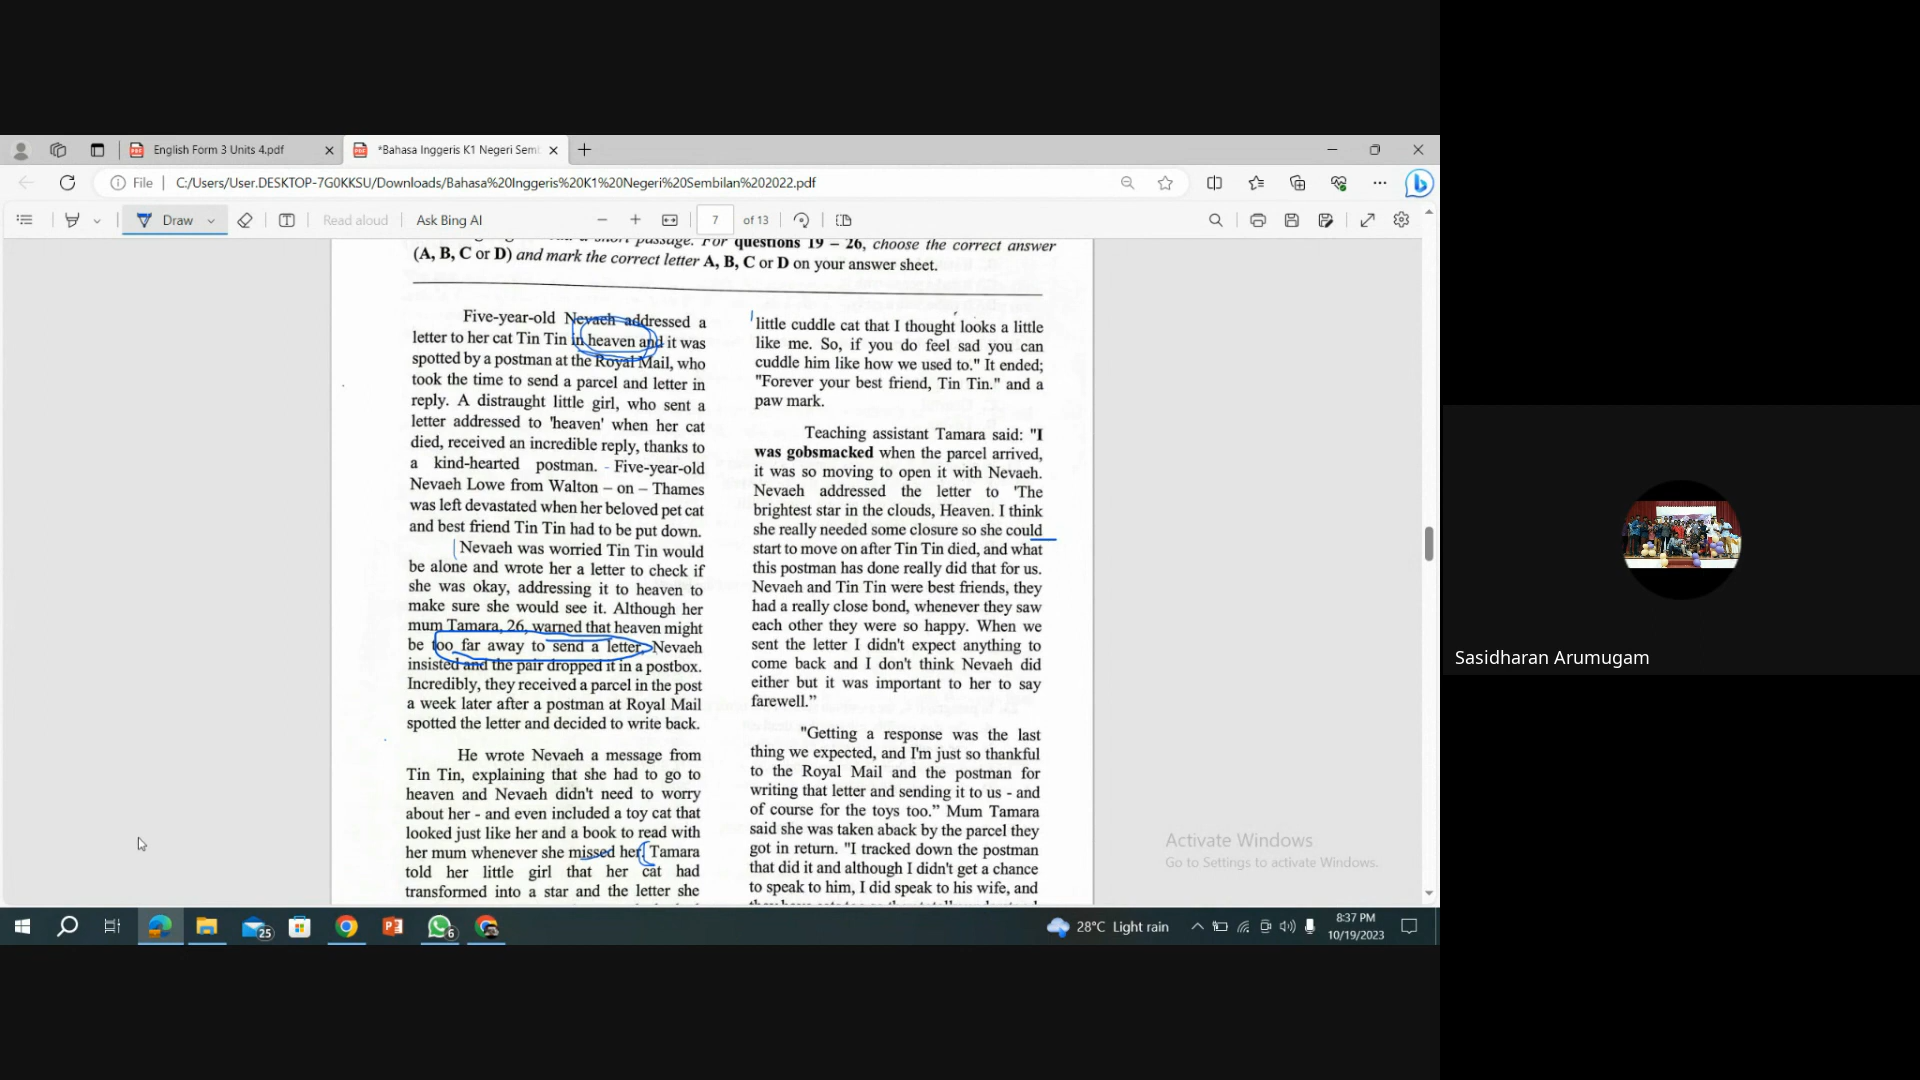 English Form 3 Units 4.pdf
*Bahasa Inggeris K1 Negeri Sem
File
C:/Users/User.DESKTOP-7G0KKSU/Downloads/Bahasa%20Inggeris%20K1%20Negeri%20Sembilan%202022.pdf
Draw
Read aloud
Ask Bing AI
7 of 13
a short passage. For questions 19 – 26, choose the correct answer
(A, B, C or D) and mark the correct letter A, B, C or D on your answer sheet.
Five-year-old Nevaeh addressed a
letter to her cat Tin Tin in heaven and it was
spotted by a postman at the Royal Mail, who
took the time to send a parcel and letter in
reply. A distraught little girl, who sent a
letter addressed to 'heaven' when her cat
died, received an incredible reply, thanks to
a kind-hearted postman. - Five-year-old
Nevaeh Lowe from Walton – on – Thames
was left devastated when her beloved pet cat
and best friend Tin Tin had to be put down.
Nevaeh was worried Tin Tin would
be alone and wrote her a letter to check if
she was okay, addressing it to heaven to
make sure she would see it. Although her
mum Tamara, 26, warned that heaven might
be too far away to send a letter, Nevaeh
insisted and the pair dropped it in a postbox.
Incredibly, they received a parcel in the post
a week later after a postman at Royal Mail
spotted the letter and decided to write back.
He wrote Nevaeh a message from
Tin Tin, explaining that she had to go to
heaven and Nevaeh didn't need to worry
about her - and even included a toy cat that
looked just like her and a book to read with
her mum whenever she missed her. Tamara
told her little girl that her cat had
transformed into a star and the letter she
little cuddle cat that I thought looks a little
like me. So, if you do feel sad you can
cuddle him like how we used to." It ended;
"Forever your best friend, Tin Tin." and a
paw mark.
Teaching assistant Tamara said: "I
was gobsmacked when the parcel arrived,
it was so moving to open it with Nevaeh.
Nevaeh addressed the letter to 'The
brightest star in the clouds, Heaven. I think
she really needed some closure so she could
start to move on after Tin Tin died, and what
this postman has done really did that for us.
Nevaeh and Tin Tin were best friends, they
had a really close bond, whenever they saw
each other they were so happy. When we
sent the letter I didn't expect anything to
come back and I don't think Nevaeh did
either but it was important to her to say
farewell.”
"Getting a response was the last
thing we expected, and I'm just so thankful
to the Royal Mail and the postman for
writing that letter and sending it to us - and
of course for the toys too.” Mum Tamara
said she was taken aback by the parcel they
got in return. "I tracked down the postman
that did it and although I didn't get a chance
to speak to him, I did speak to his wife, and
Activate Windows
Go to Settings to activate Windows.
25
6
28°C Light rain
8:37 PM
10/19/2023
Sasidharan Arumugam